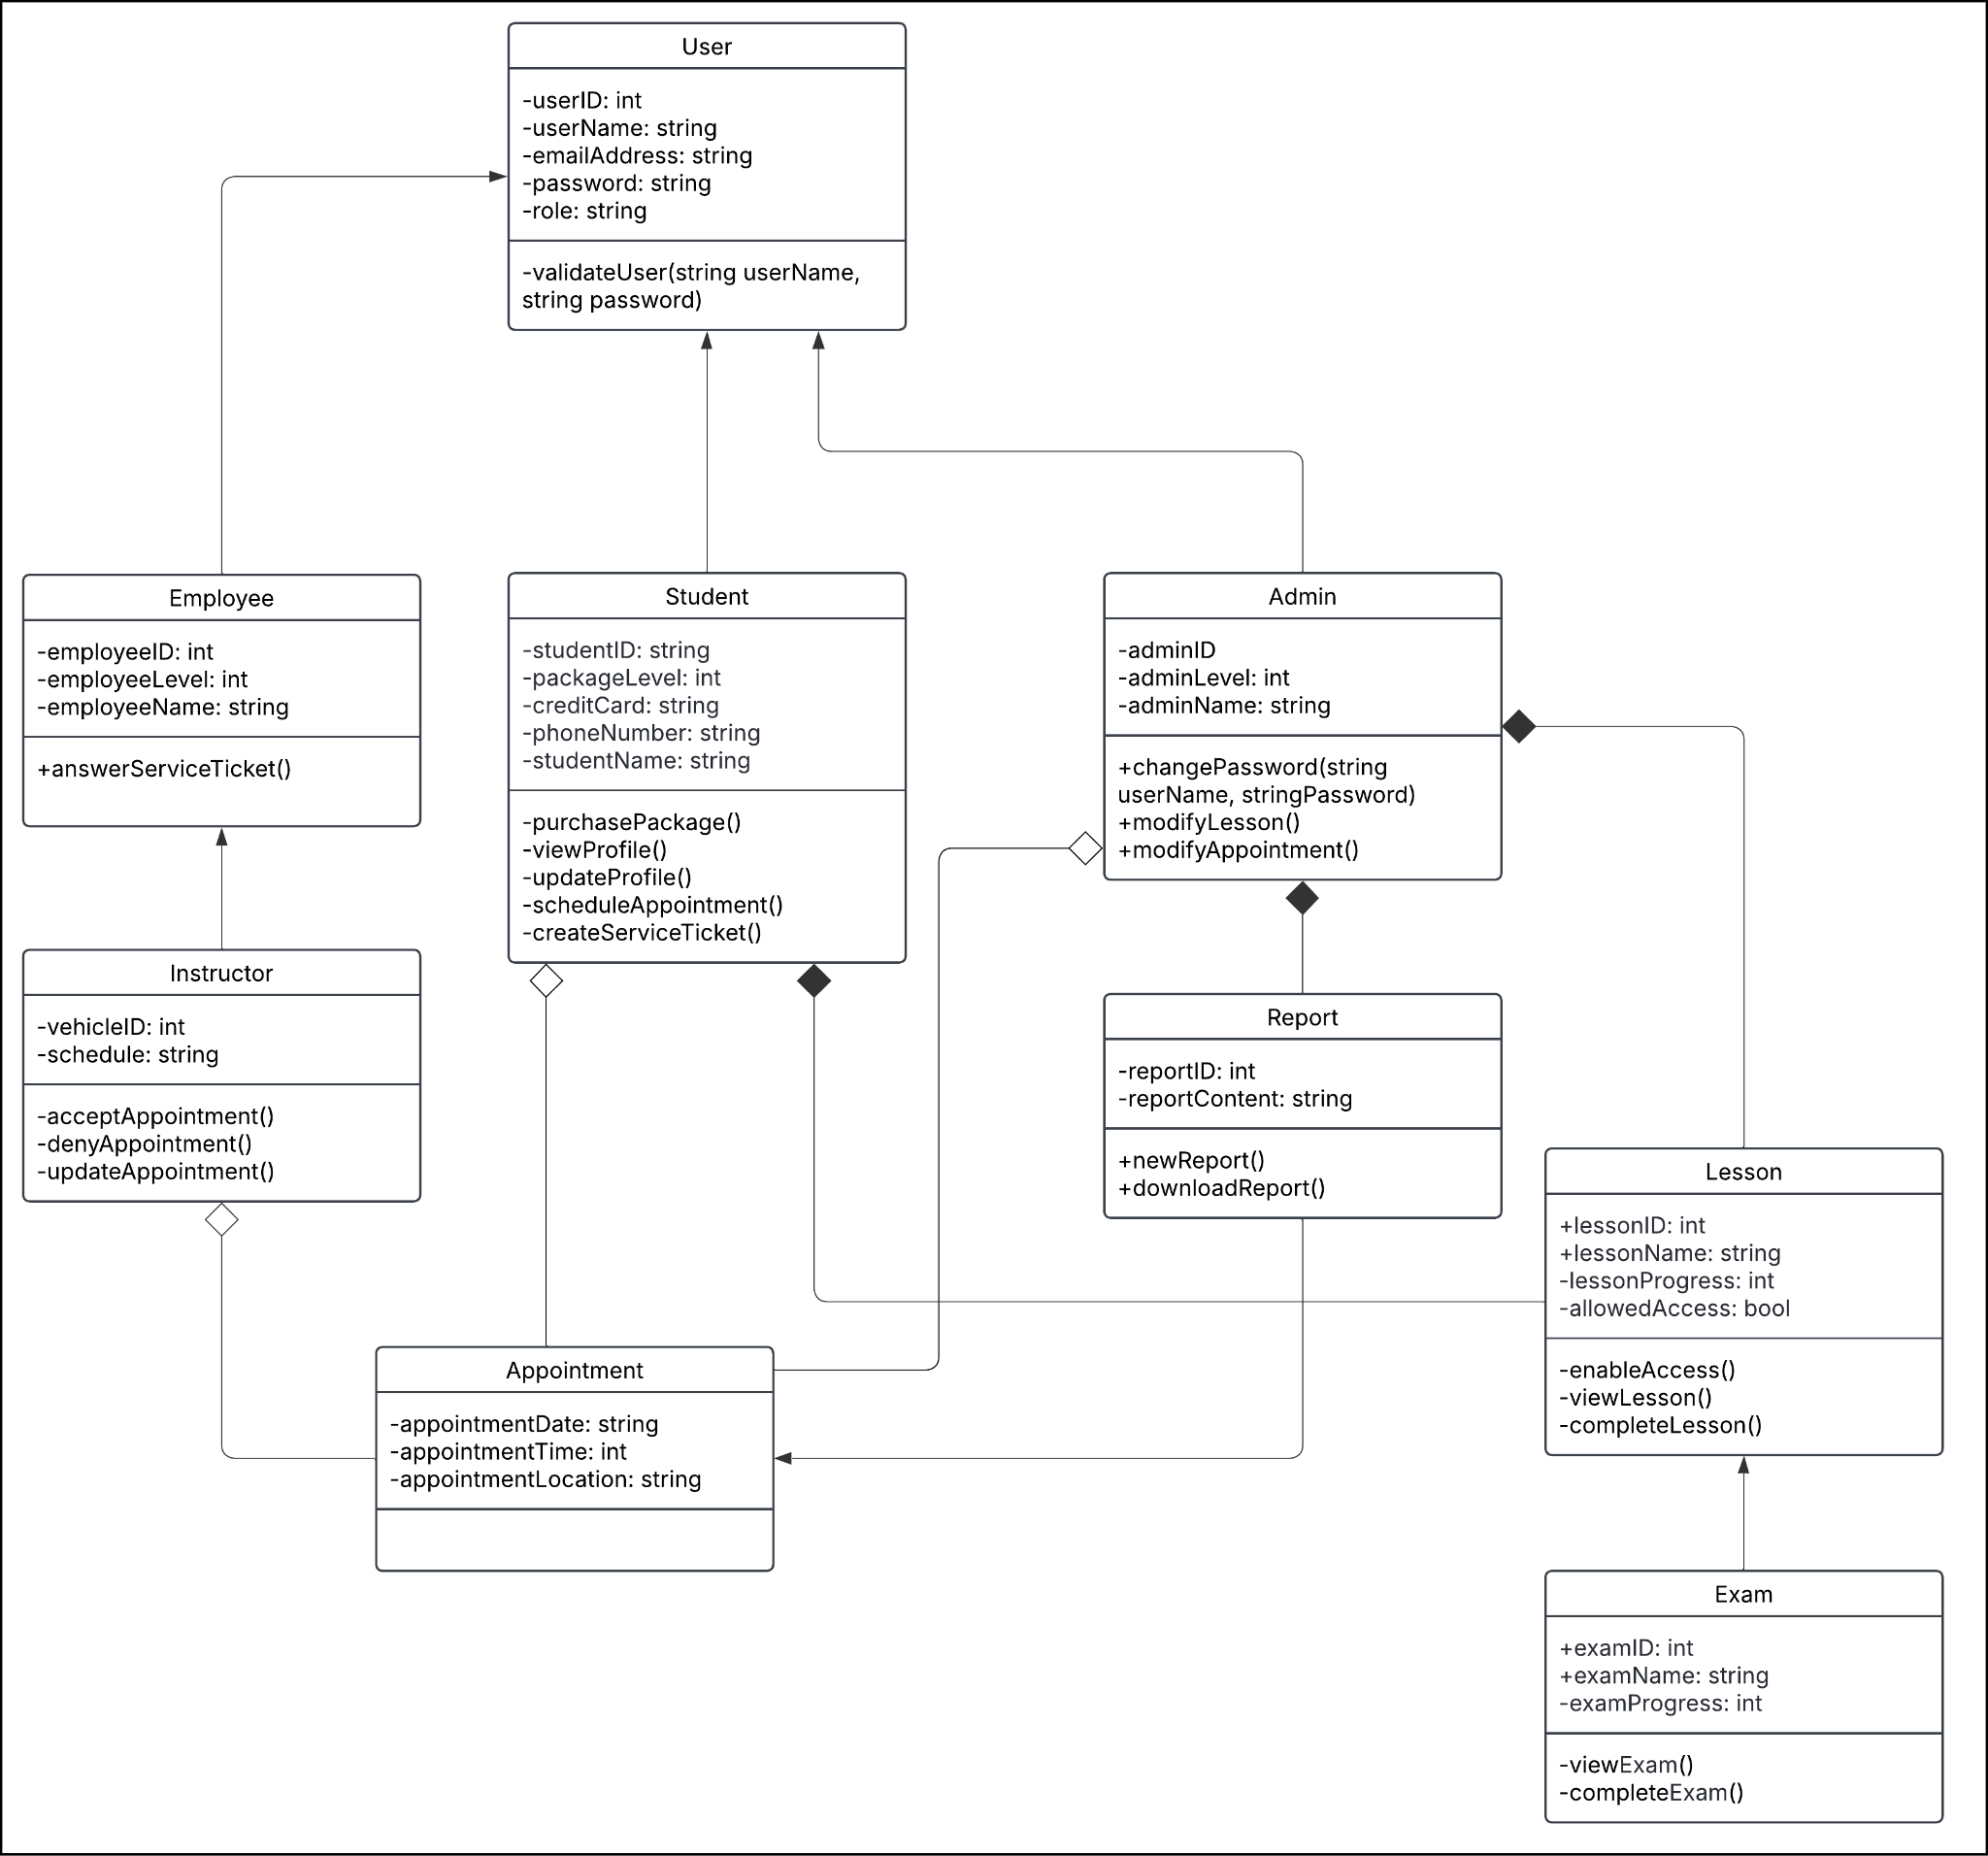 User
-userID: int
-userName: string
-emailAddress: string
-password: string
-role: string
-validateUser(string userName,
string password)
Employee
-employeeID: int
-employeeLevel: int
-employeeName: string
+answerServiceTicket()
Student
-studentID: string
-packageLevel: int
-creditCard: string
-phoneNumber: string
-studentName: string
-purchasePackage()
-viewProfile()
-updateProfile()
-scheduleAppointment()
-createServiceTicket()
Admin
-adminID
-adminLevel: int
-adminName: string
+changePassword(string
userName, stringPassword)
+modifyLesson()
+modifyAppointment()
Instructor
-vehicleID: int
-schedule: string
-acceptAppointment()
-denyAppointment()
-updateAppointment()
Report
-reportID: int
-reportContent: string
+newReport()
+downloadReport()
Lesson
+lessonID: int
+lessonName: string
-lessonProgress: int
-allowedAccess: bool
-enableAccess()
-viewLesson()
-completeLesson()
Appointment
-appointmentDate: string
-appointmentTime: int
-appointmentLocation: string
Exam
+examID: int
+examName: string
-examProgress: int
-viewExam()
-completeExam()